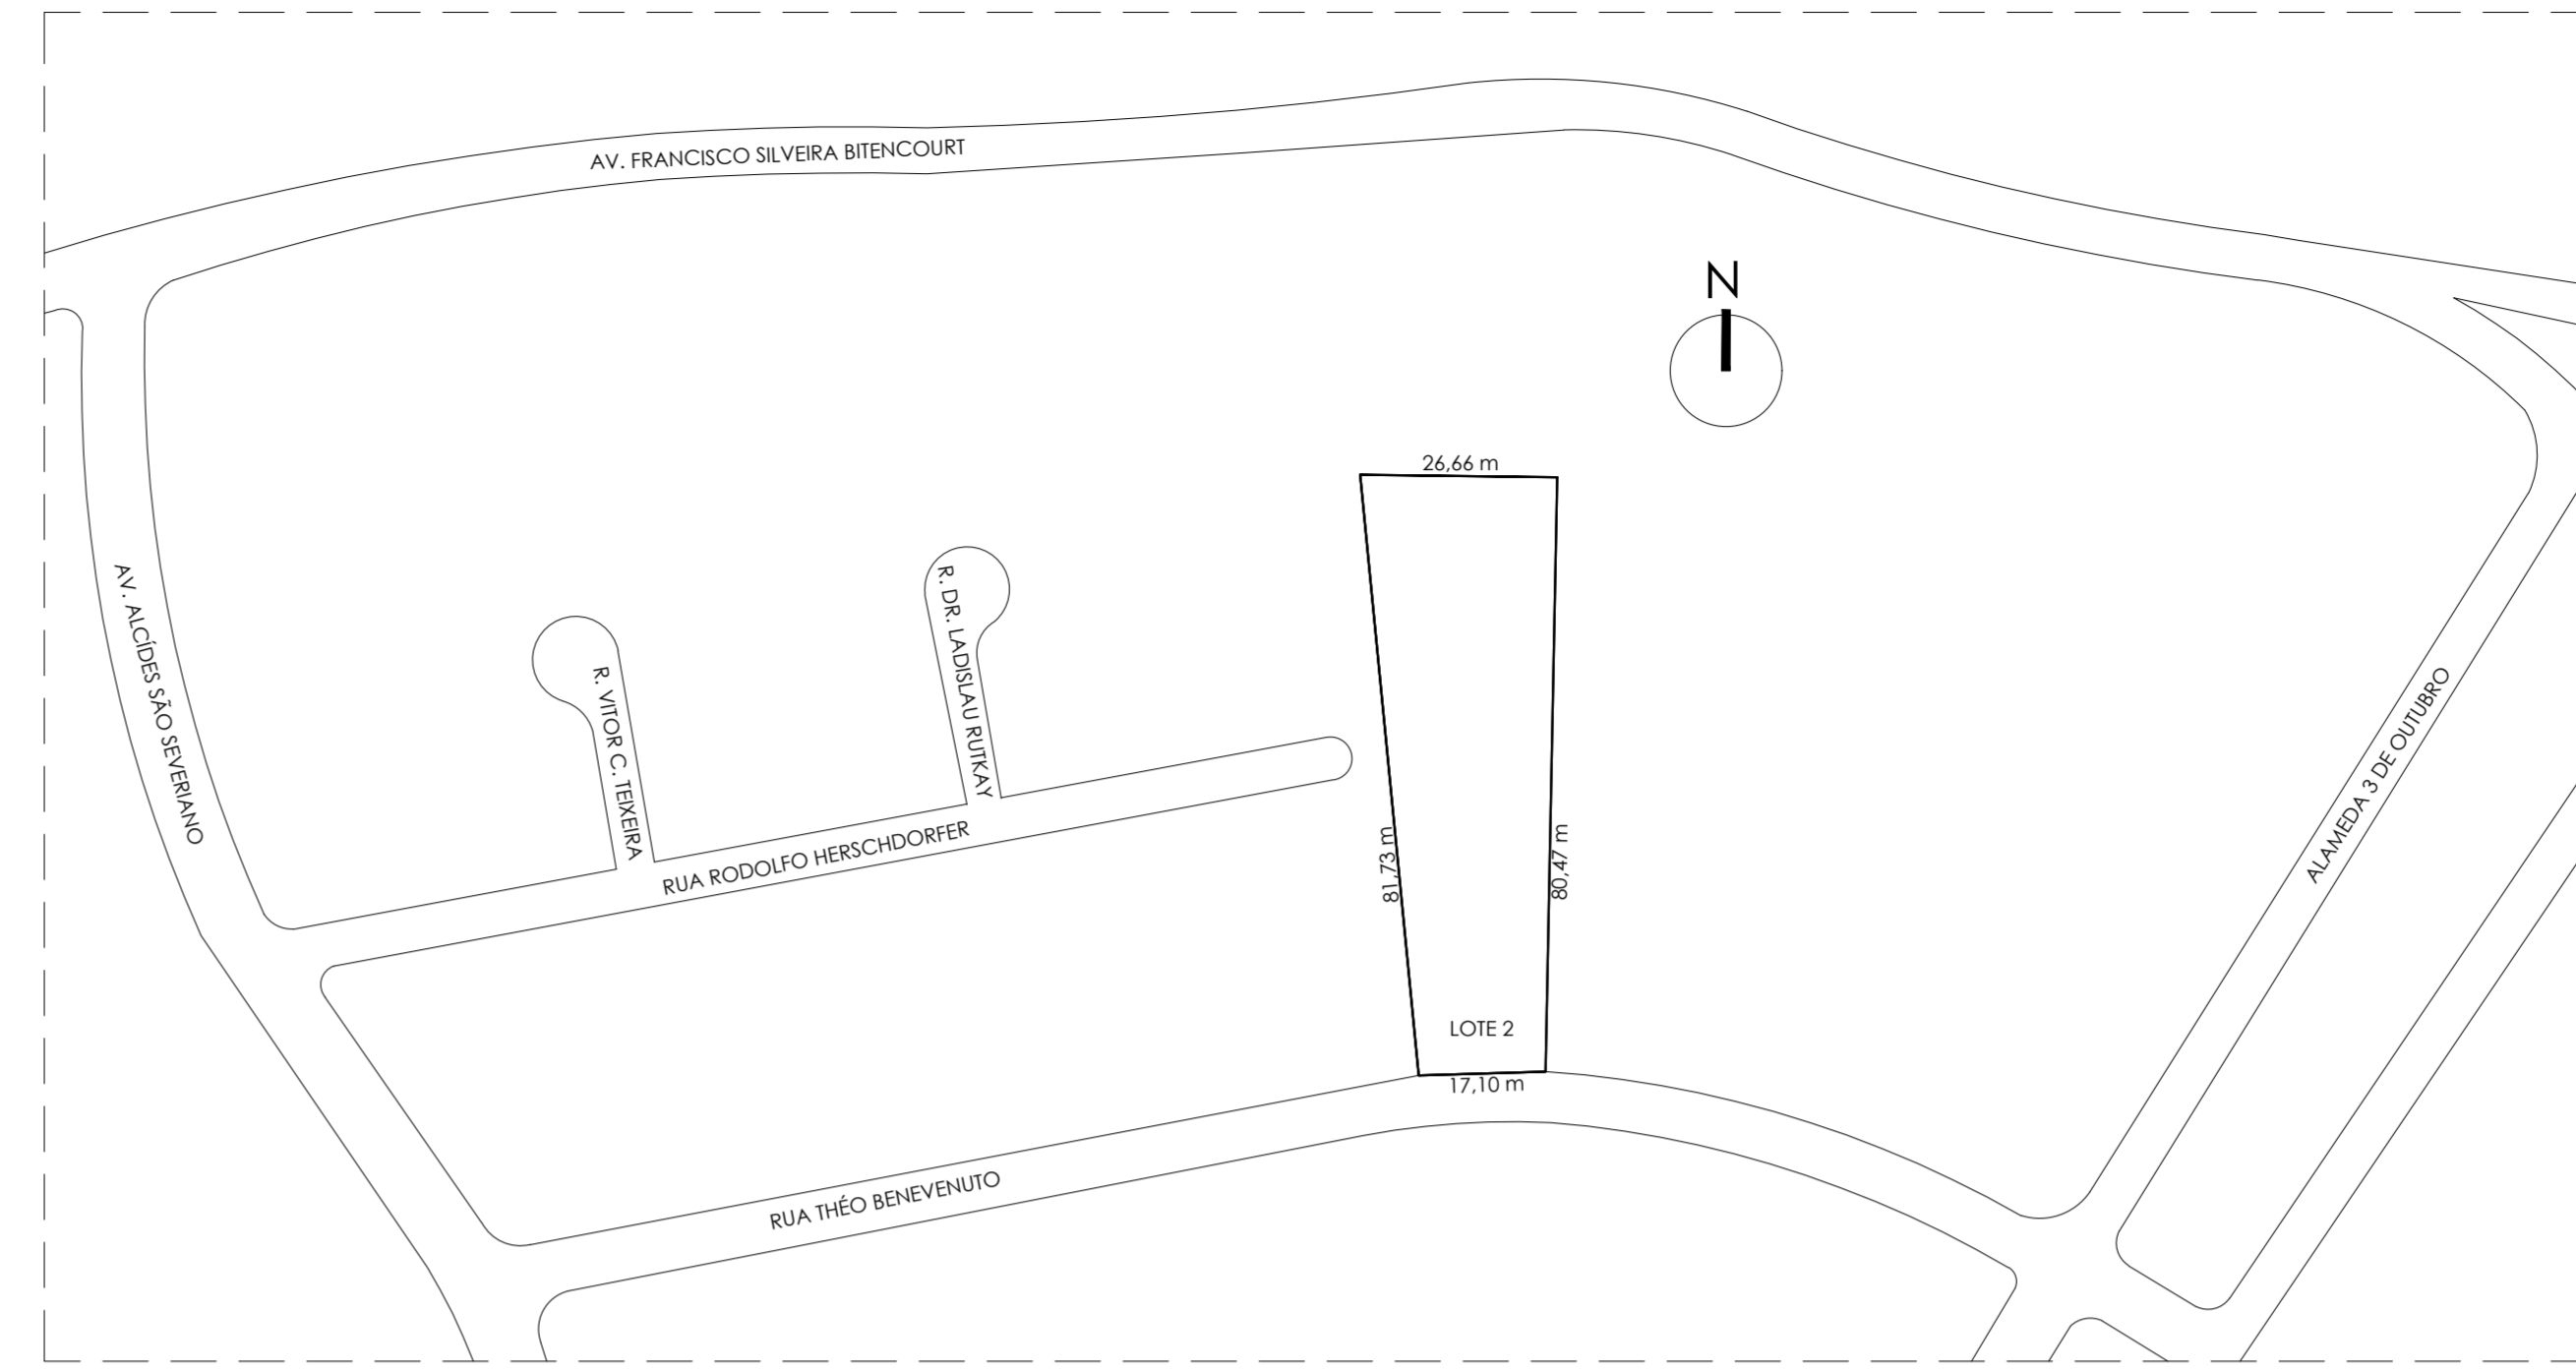 AV. FRANCISCO SILVEIRA BITENCOURT
N
26,66 m
AV. ALCÍDES SÃO SEVERIANO
R. VITOR C. TEIXEIRA
R. DR. LADISLAU RUTKAY
RUA RODOLFO HERSCHDORFER
81,73 m
80,47 m
ALAMEDA 3 DE OUTUBRO
LOTE 2
17,10 m
RUA THÉO BENEVENUTO